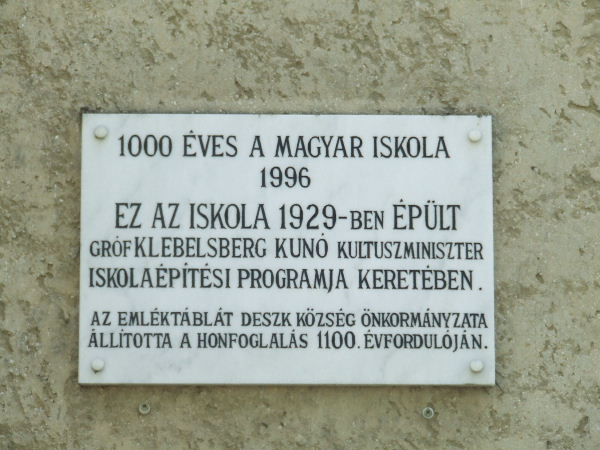 1000 ÉVES A MAGYAR ISKOLA
1996
EZ AZ ISKOLA 1929-BEN ÉPÜLT
GRÓF KLEBELSBERG KUNÓ KULTUSZMINISZTER
ISKOLAÉPÍTÉSI PROGRAMJA KERETÉBEN.
AZ EMLÉKTÁBLÁT DESZK KÖZSÉG ÖNKORMÁNYZATA
ÁLLÍTOTTA A HONFOGLALÁS 1100. ÉVFORDULÓJÁN.